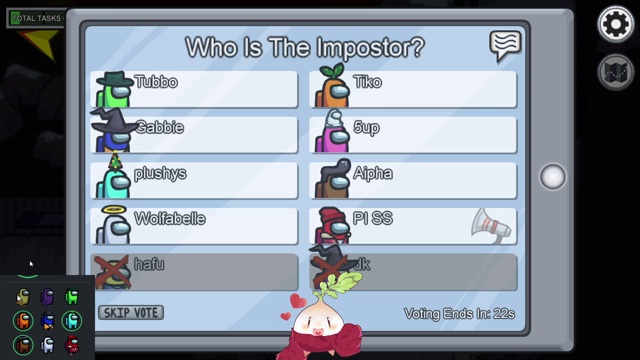 TOTAL TASKS
Who Is The Impostor?
Tubbo
Tiko
Gabbie
5up
plushys
Aipha
Wolfabelle
PI SS
hafu
dk
SKIP VOTE
Voting Ends In: 22s